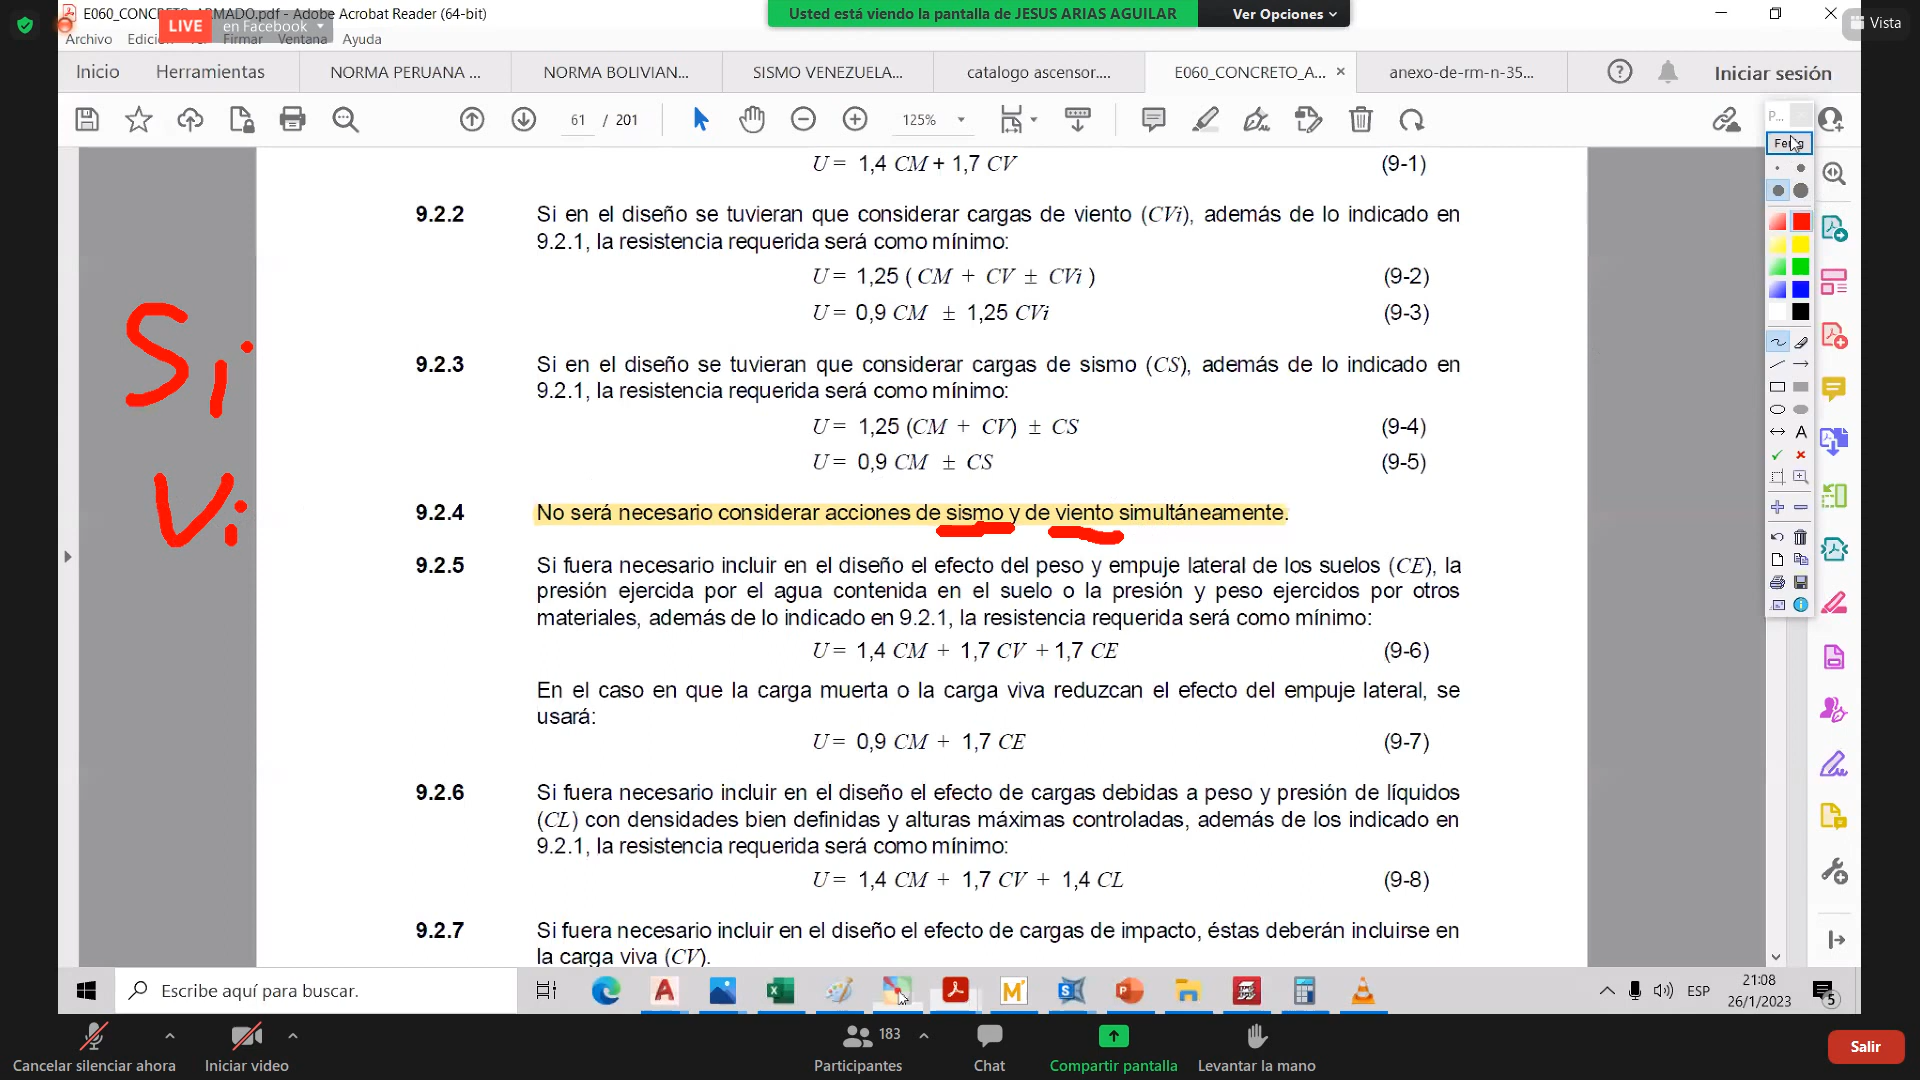 E060_CONCRETO_ARMADO.pdf - Adobe Acrobat Reader (64-bit)
LIVE
en Facebook
Usted está viendo la pantalla de JESUS ARIAS AGUILAR
Ver Opciones
Vista
Archivo
Firmar
Ventana
Ayuda
Inicio
Herramientas
NORMA PERUANA ...
NORMA BOLIVIAN...
SISMO VENEZUELA...
catalogo ascensor....
E060_CONCRETO_A...
anexo-de-rm-n-35...
Iniciar sesión
61 / 201
125%
P...
U = 1,4 CM + 1,7 CV (9-1)
9.2.2 Si en el diseño se tuvieran que considerar cargas de viento (CVi), además de lo indicado en
9.2.1, la resistencia requerida será como mínimo:
U = 1,25 ( CM + CV ± CVi ) (9-2)
U = 0,9 CM ± 1,25 CVi (9-3)
Si
9.2.3 Si en el diseño se tuvieran que considerar cargas de sismo (CS), además de lo indicado en
9.2.1, la resistencia requerida será como mínimo:
U = 1,25 (CM + CV) ± CS (9-4)
U = 0,9 CM ± CS (9-5)
Vi
9.2.4 No será necesario considerar acciones de sismo y de viento simultáneamente.
9.2.5 Si fuera necesario incluir en el diseño el efecto del peso y empuje lateral de los suelos (CE), la
presión ejercida por el agua contenida en el suelo o la presión y peso ejercidos por otros
materiales, además de lo indicado en 9.2.1, la resistencia requerida será como mínimo:
U = 1,4 CM + 1,7 CV + 1,7 CE (9-6)
En el caso en que la carga muerta o la carga viva reduzcan el efecto del empuje lateral, se
usará:
U = 0,9 CM + 1,7 CE (9-7)
9.2.6 Si fuera necesario incluir en el diseño el efecto de cargas debidas a peso y presión de líquidos
(CL) con densidades bien definidas y alturas máximas controladas, además de los indicado en
9.2.1, la resistencia requerida será como mínimo:
U = 1,4 CM + 1,7 CV + 1,4 CL (9-8)
9.2.7 Si fuera necesario incluir en el diseño el efecto de cargas de impacto, éstas deberán incluirse en
la carga viva (CV).
Escribe aquí para buscar.
ESP
21:08
26/1/2023
5
Cancelar silenciar ahora
Iniciar video
183
Participantes
Chat
Compartir pantalla
Levantar la mano
Salir